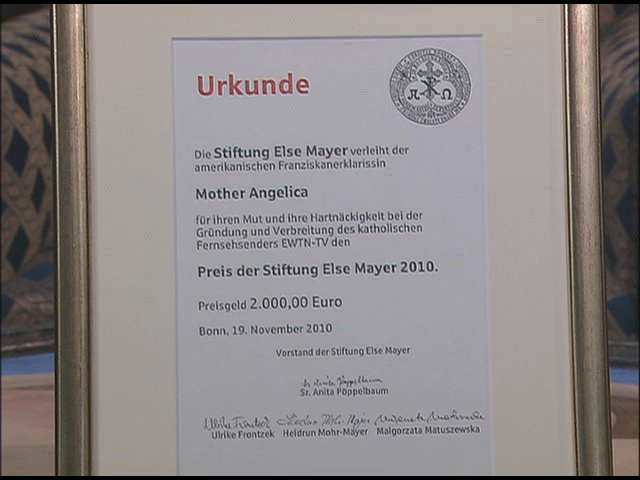 Urkunde
Die Stiftung Else Mayer verleiht der
amerikanischen Franziskanerklarissin
Mother Angelica
für ihren Mut und ihre Hartnäckigkeit bei der
Gründung und Verbreitung des katholischen
Fernsehsenders EWTN-TV den
Preis der Stiftung Else Mayer 2010.
Preisgeld 2.000,00 Euro
Bonn, 19. November 2010
Vorstand der Stiftung Else Mayer
Sr. Anita Pöppelbaum
Ulrike Frontzek Heidrun Mohr-Mayer Malgorzata Matuszewska